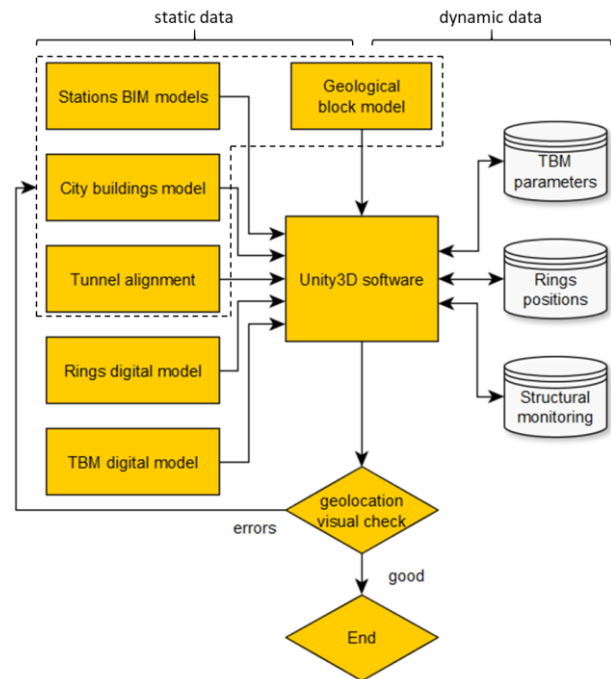 static data
dynamic data
Stations BIM models
Geological
block model
TBM
parameters
City buildings model
Unity3D software
Rings
positions
Tunnel alignment
Rings digital model
Structural
monitoring
TBM digital model
geolocation
visual check
errors
good
End